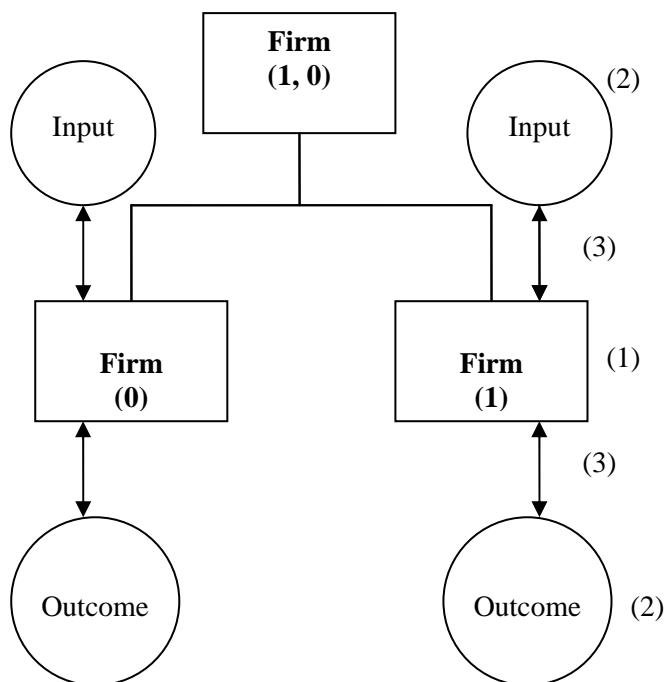 Firm
(1, 0)
Input
Input
(2)
(3)
Firm
(0)
Firm
(1)
(1)
(3)
Outcome
Outcome
(2)